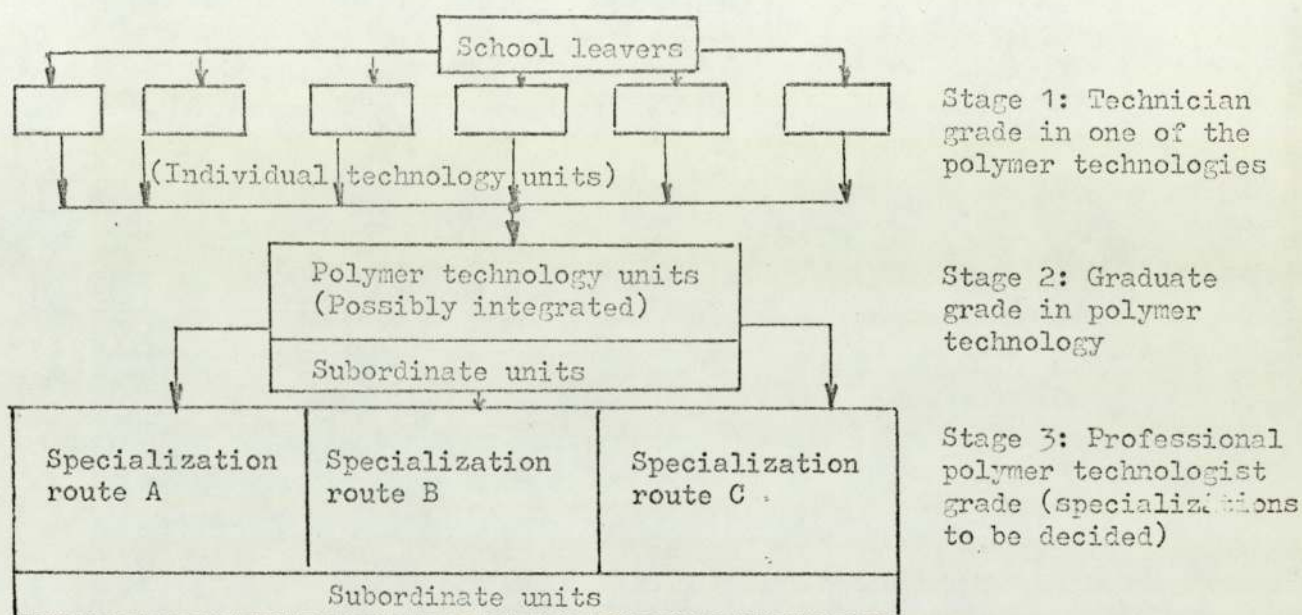 School leavers
Stage 1: Technician
grade in one of the
polymer technologies
(Individual technology units)
Polymer technology units
(Possibly integrated)
Subordinate units
Stage 2: Graduate
grade in polymer
technology
Specialization
route A
Specialization
route B
Specialization
route C
Stage 3: Professional
polymer technologist
grade (specializations
to be decided)
Subordinate units